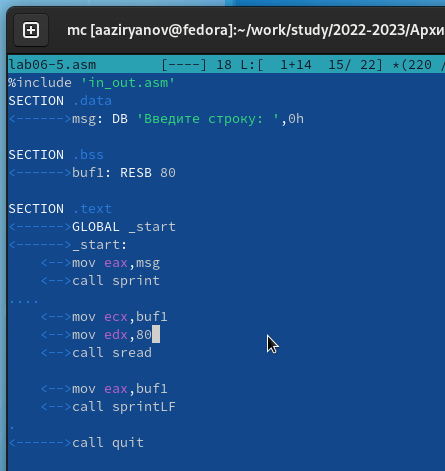 mc [aaziryanov@fedora]:~/work/study/2022-2023/Архи
lab06-5.asm [----] 18 L:[ 1+14 15/ 22] *(220 /
%include 'in_out.asm'
SECTION .data
<------>msg: DB 'Введите строку: ',0h
SECTION .bss
<------>buf1: RESB 80
SECTION .text
<------>GLOBAL _start
<------>_start:
<-->mov eax,msg
<-->call sprint
....
<-->mov ecx,buf1
<-->mov edx,80
<-->call sread
<-->mov eax,buf1
<-->call sprintLF
.
<------>call quit